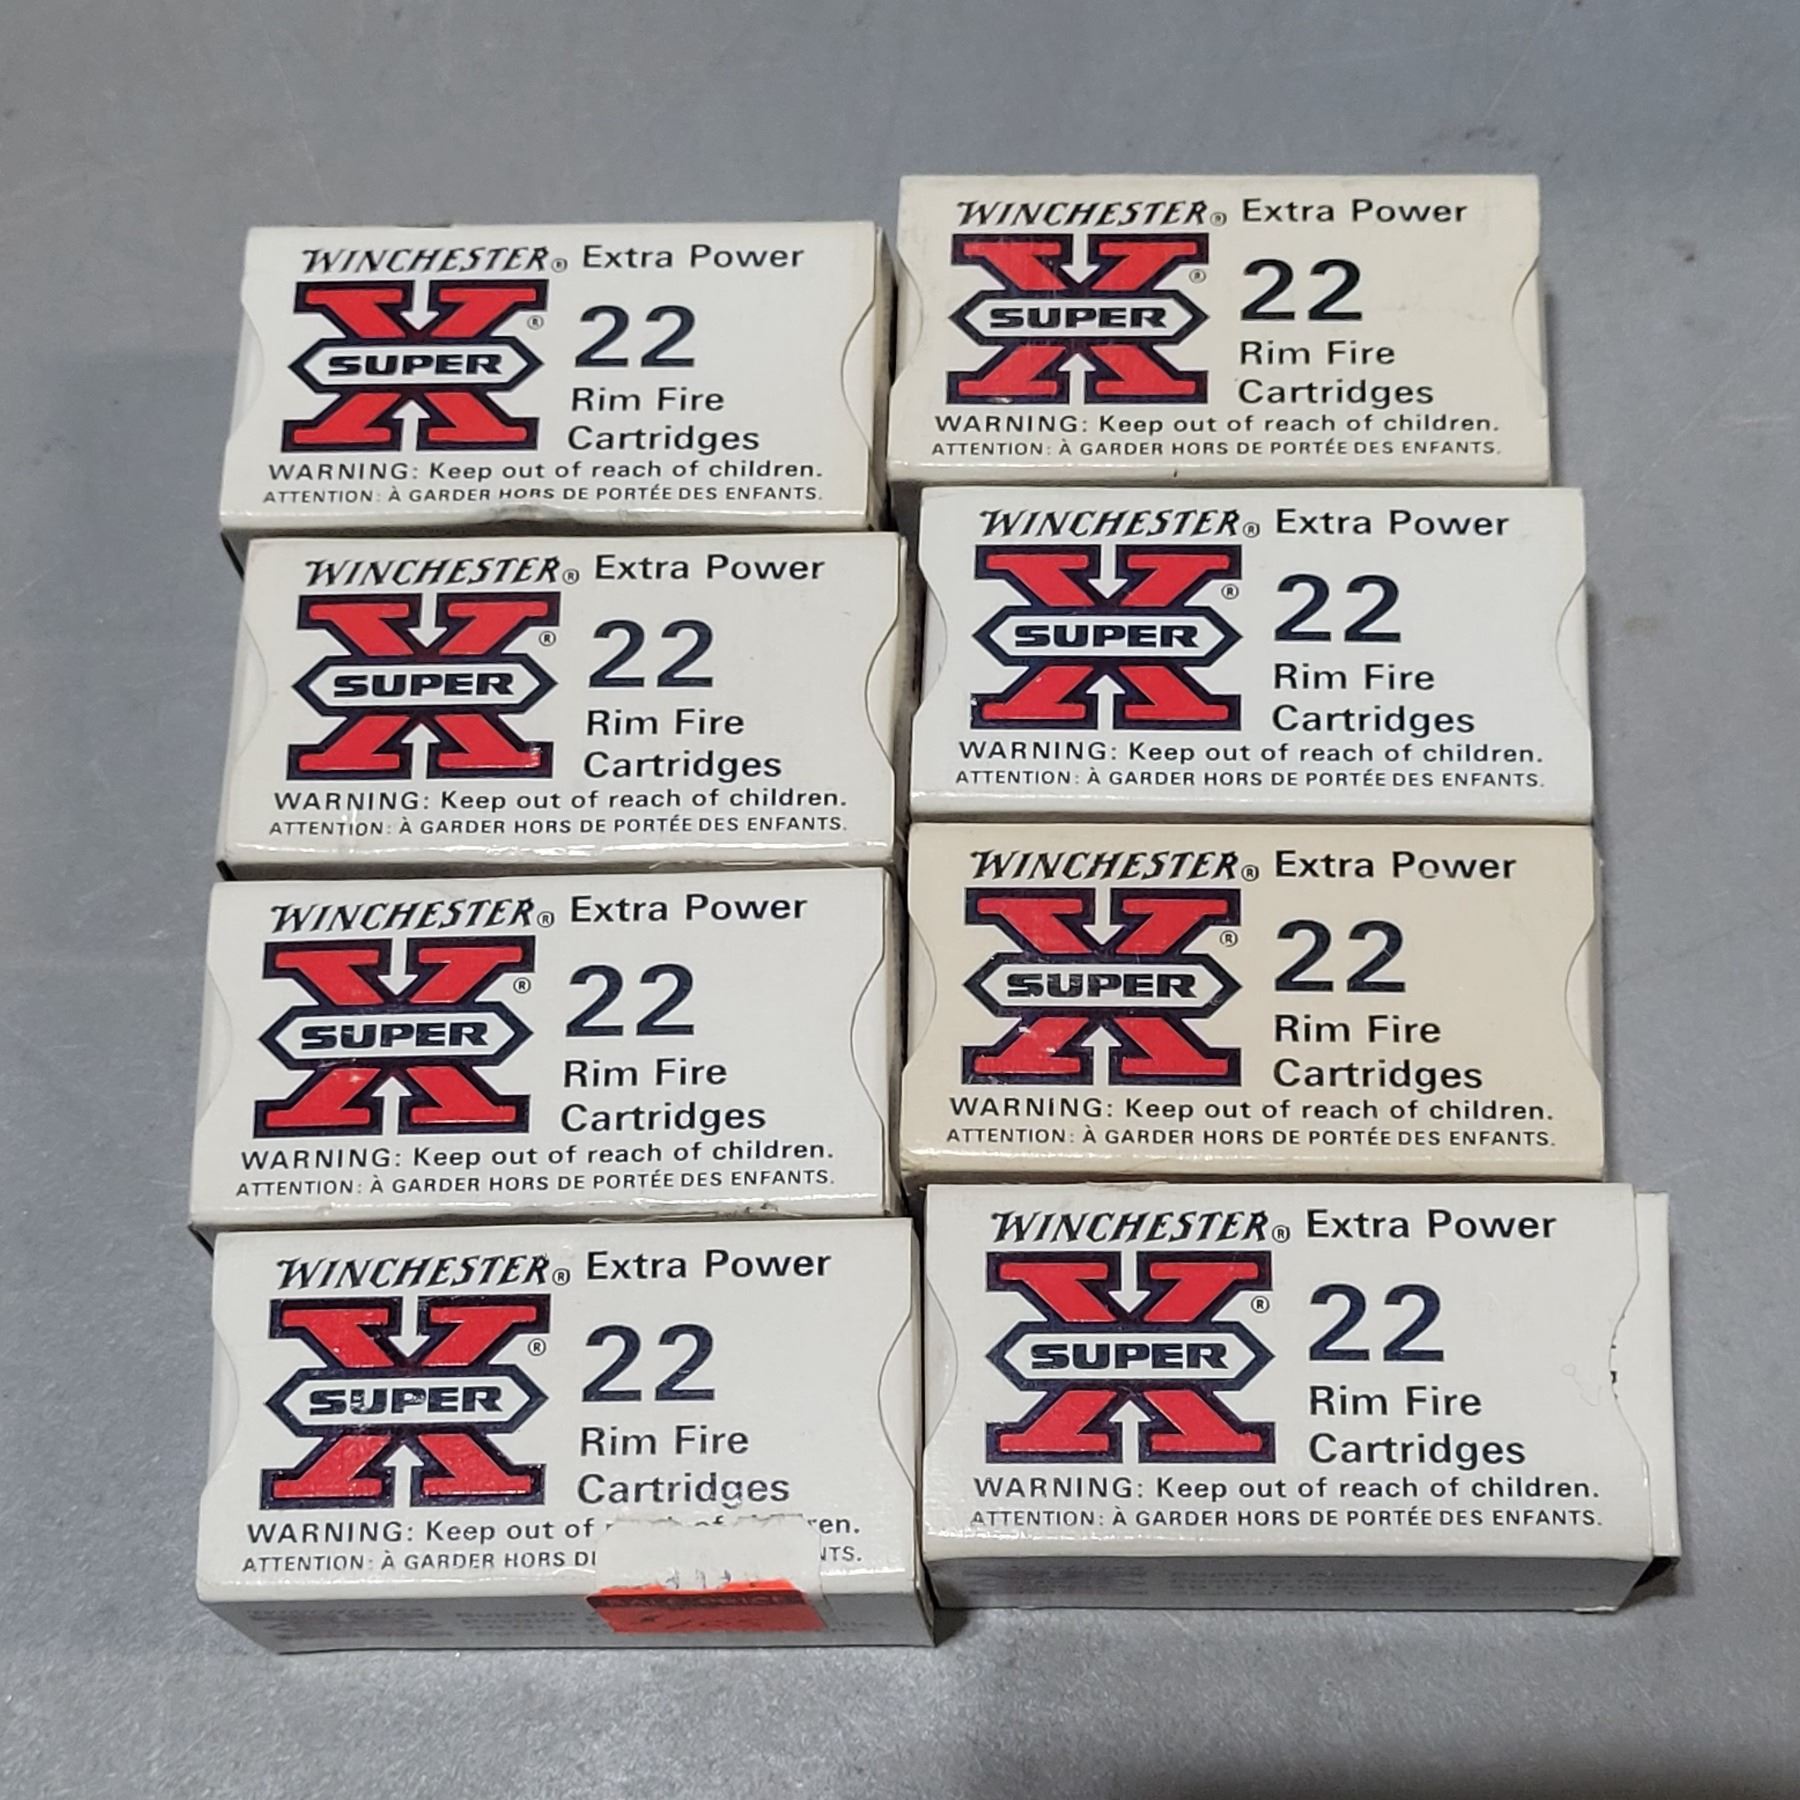 WINCHESTER® Extra Power
SUPER X® 22
Rim Fire
Cartridges
WARNING: Keep out of reach of children.
ATTENTION: À GARDER HORS DE PORTÉE DES ENFANTS.
WINCHESTER® Extra Power
SUPER X® 22
Rim Fire
Cartridges
WARNING: Keep out of reach of children.
ATTENTION: À GARDER HORS DE PORTÉE DES ENFANTS.
WINCHESTER® Extra Power
SUPER X® 22
Rim Fire
Cartridges
WARNING: Keep out of reach of children.
ATTENTION: À GARDER HORS DE PORTÉE DES ENFANTS.
WINCHESTER® Extra Power
SUPER X® 22
Rim Fire
Cartridges
WARNING: Keep out of
ATTENTION: À GARDER HORS
WINCHESTER® Extra Power
SUPER X® 22
Rim Fire
Cartridges
WARNING: Keep out of reach of children.
ATTENTION: À GARDER HORS DE PORTÉE DES ENFANTS.
WINCHESTER® Extra Power
SUPER X® 22
Rim Fire
Cartridges
WARNING: Keep out of reach of children.
ATTENTION: À GARDER HORS DE PORTÉE DES ENFANTS.
WINCHESTER® Extra Power
SUPER X® 22
Rim Fire
Cartridges
WARNING: Keep out of reach of children.
ATTENTION: À GARDER HORS DE PORTÉE DES ENFANTS.
WINCHESTER® Extra Power
SUPER X® 22
Rim Fire
Cartridges
WARNING: Keep out of reach of children.
ATTENTION: À GARDER HORS DE PORTÉE DES ENFANTS.